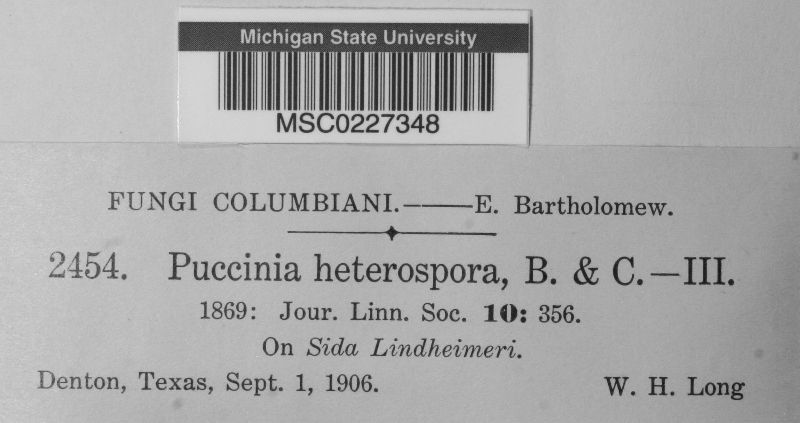 Michigan State University
MSC0227348
FUNGI COLUMBIANI.———E. Bartholomew.
2454. Puccinia heterospora, B. & C.—III.
1869: Jour. Linn. Soc. 10: 356.
On Sida Lindheimeri.
Denton, Texas, Sept. 1, 1906. W. H. Long